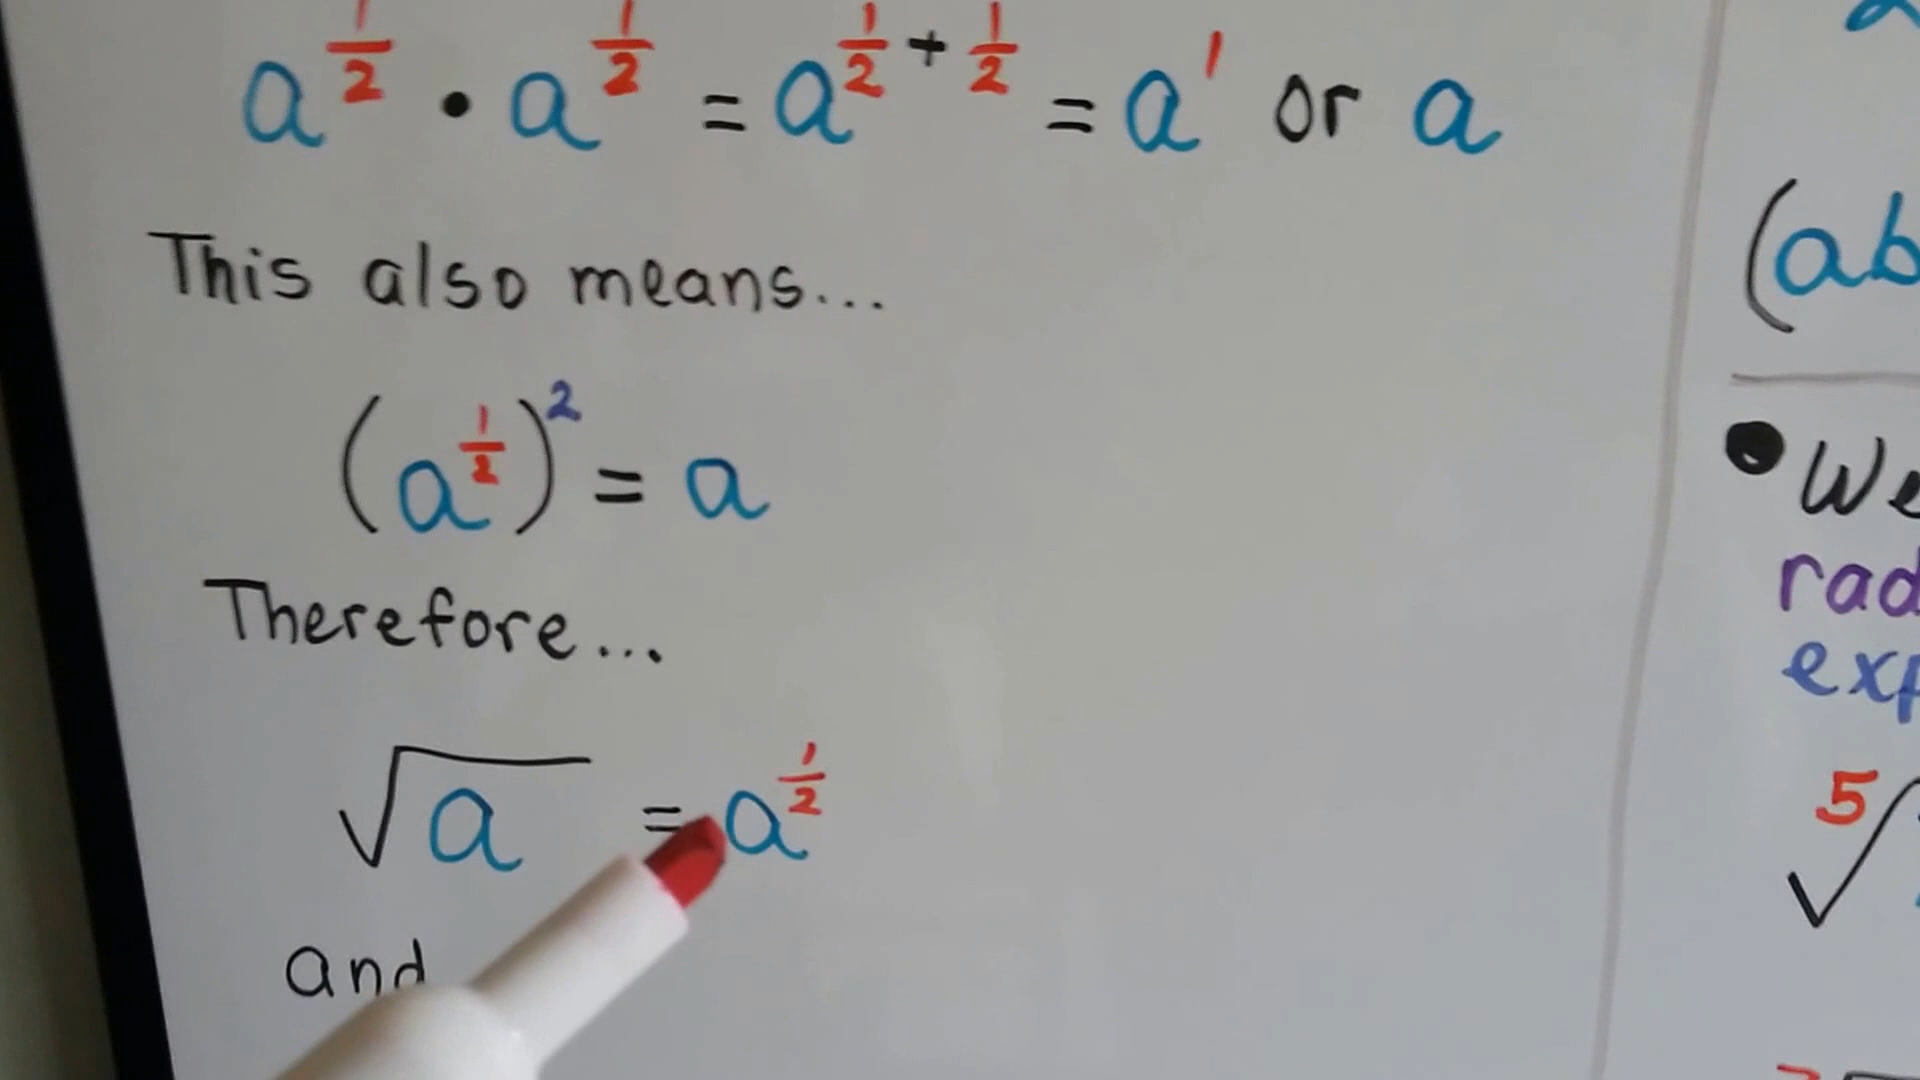 a^{1/2} · a^{1/2} = a^{1/2 + 1/2} = a^1 or a
This also means...
(a^{1/2})^2 = a
Therefore...
√a = a^{1/2}
and
(ab
• We
rad
exp
5√